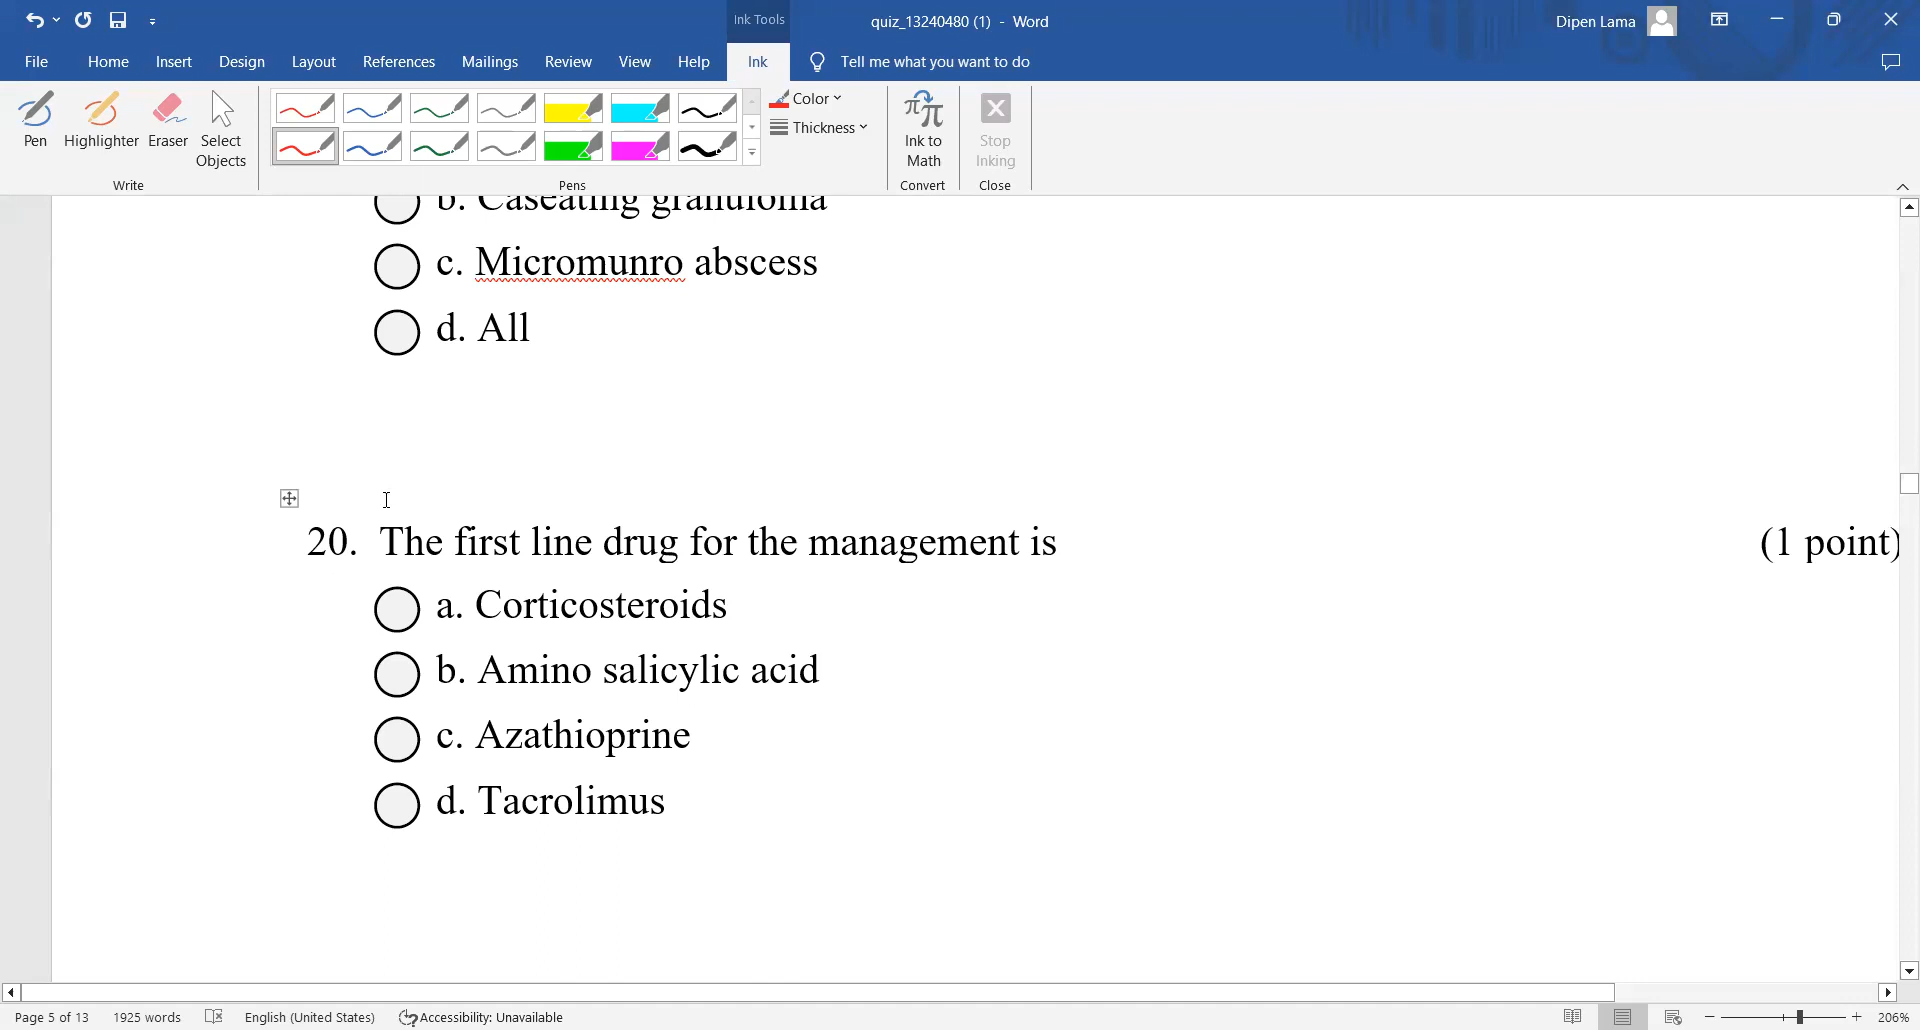 Ink Tools
quiz_13240480 (1) - Word
Dipen Lama
File Home Insert Design Layout References Mailings Review View Help Ink Tell me what you want to do
Pen Highlighter Eraser Select Objects
Write
Pens
Color
Thickness
Ink to Math
Convert
Stop Inking
Close
b. Caseating granuloma
c. Micromunro abscess
d. All
20. The first line drug for the management is (1 point)
a. Corticosteroids
b. Amino salicylic acid
c. Azathioprine
d. Tacrolimus
Page 5 of 13 1925 words English (United States) Accessibility: Unavailable 206%